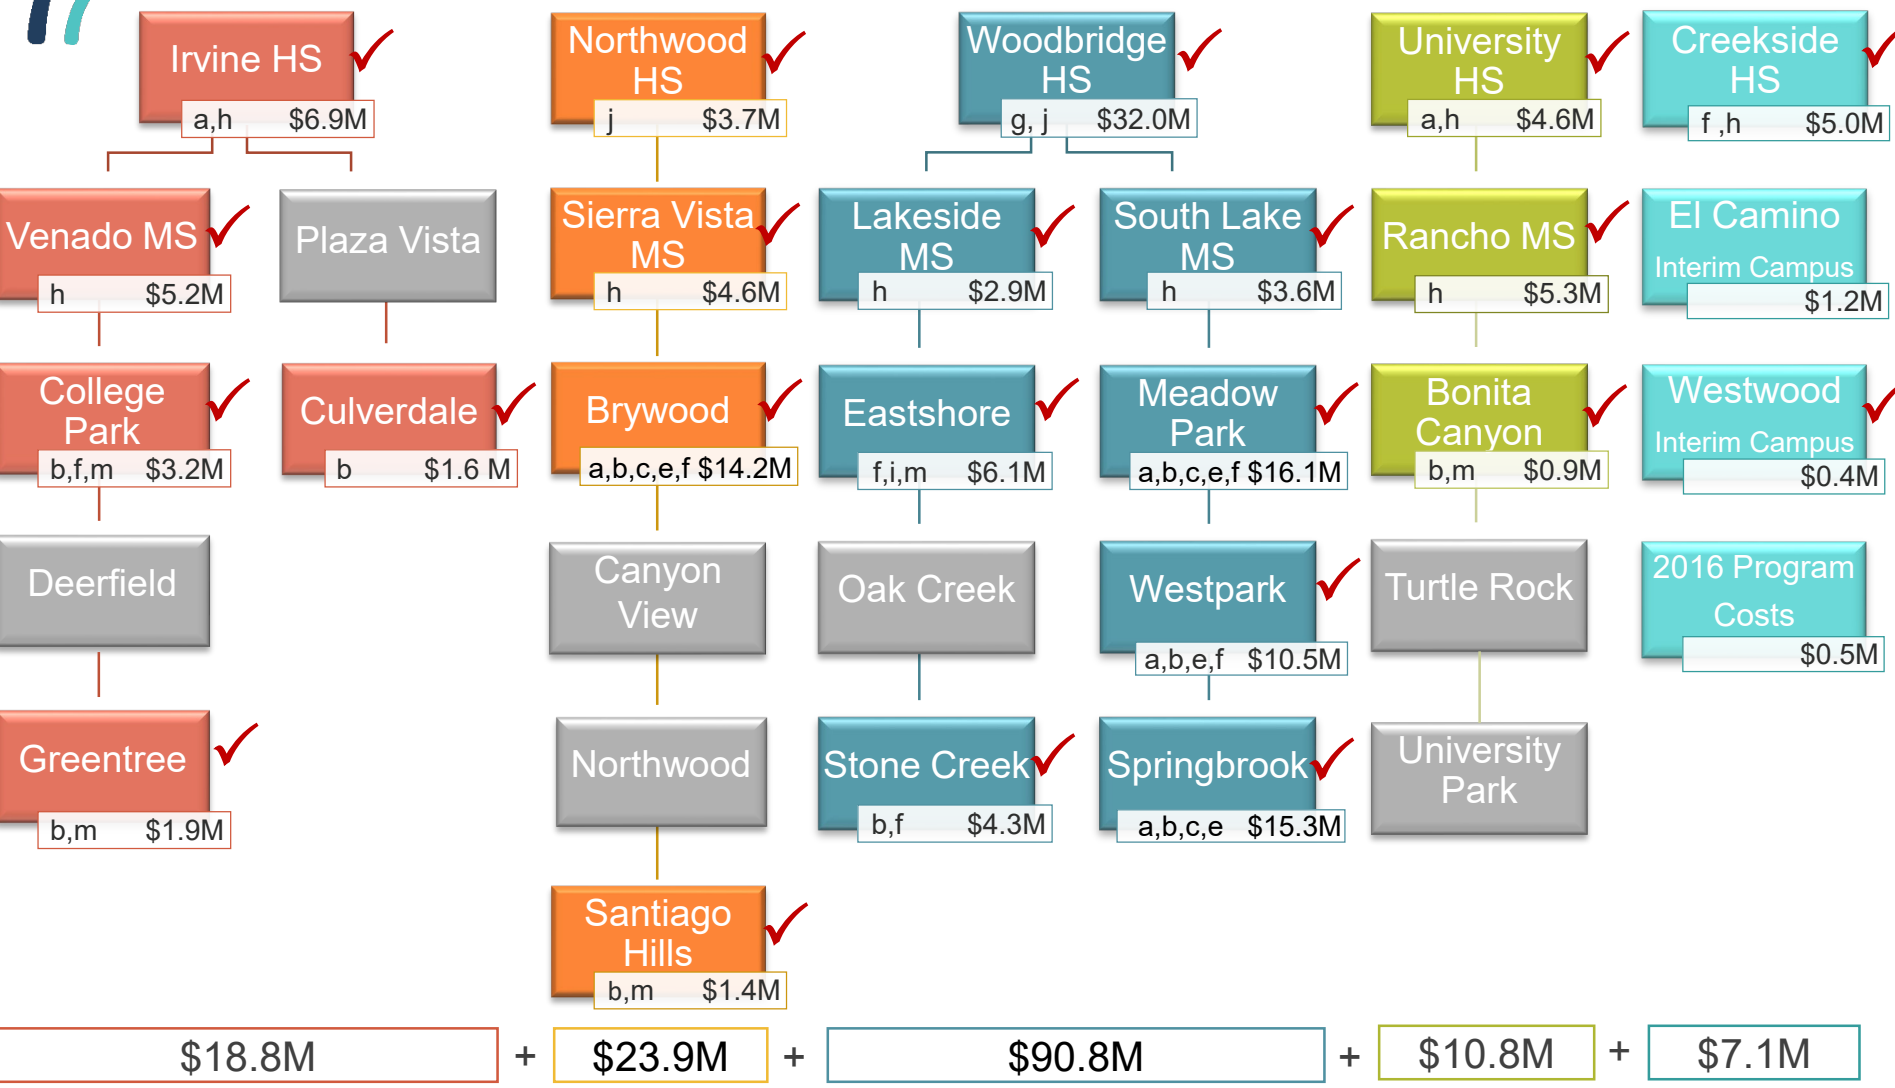 Irvine HS
a,h $6.9M
Northwood
HS
j $3.7M
Woodbridge
HS
g, j $32.0M
University
HS
a,h $4.6M
Creekside
HS
f ,h $5.0M
Venado MS
h $5.2M
Plaza Vista
Sierra Vista
MS
h $4.6M
Lakeside
MS
h $2.9M
South Lake
MS
h $3.6M
Rancho MS
h $5.3M
El Camino
Interim Campus
$1.2M
College
Park
b,f,m $3.2M
Culverdale
b $1.6 M
Brywood
a,b,c,e,f $14.2M
Eastshore
f,i,m $6.1M
Meadow
Park
a,b,c,e,f $16.1M
Bonita
Canyon
b,m $0.9M
Westwood
Interim Campus
$0.4M
Deerfield
Canyon
View
Oak Creek
Westpark
a,b,e,f $10.5M
Turtle Rock
2016 Program
Costs
$0.5M
Greentree
b,m $1.9M
Northwood
Stone Creek
b,f $4.3M
Springbrook
a,b,c,e $15.3M
University
Park
Santiago
Hills
b,m $1.4M
$18.8M + $23.9M + $90.8M + $10.8M + $7.1M